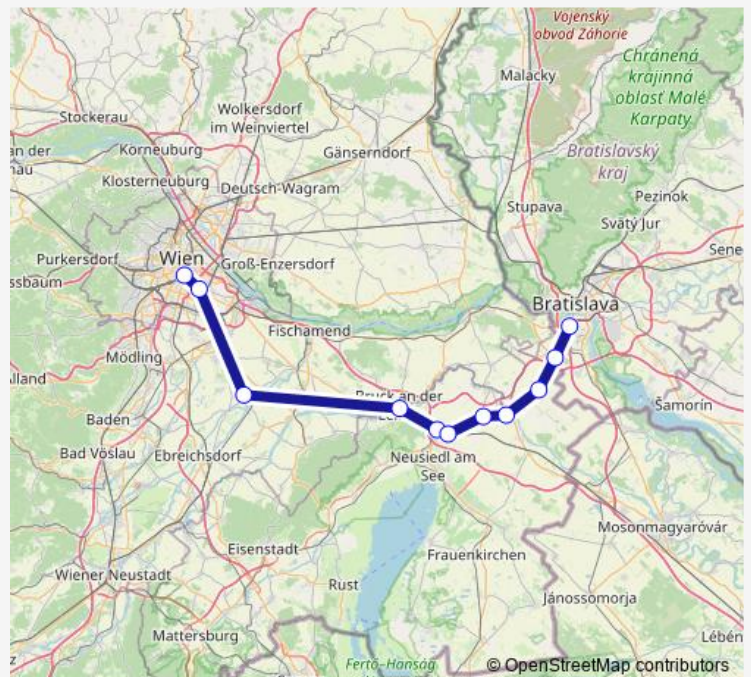 Vojenský
obvod Záhorie
Chránená
krajinná
oblasť Malé
Karpaty
Malacky
Stockerau
Wolkersdorf
im Weinviertel
Korneuburg
Gänserndorf
Bratislavský
kraj
an der
Klosterneuburg
Deutsch-Wagram
Pezinok
Stupava
Svätý Jur
Purkersdorf
Wien
Groß-Enzersdorf
Sene
ssbaum
Bratislava
Fischamend
Mödling
Alland
Bruck an der
Šamorín
Baden
Bad Vöslau
Ebreichsdorf
Neusiedl am
See
Mosonmagyaróvár
Eisenstadt
Frauenkirchen
Wiener Neustadt
Rust
Jánossomorja
Mattersburg
Lébén
Fertő-Hanság
© OpenStreetMap contributors